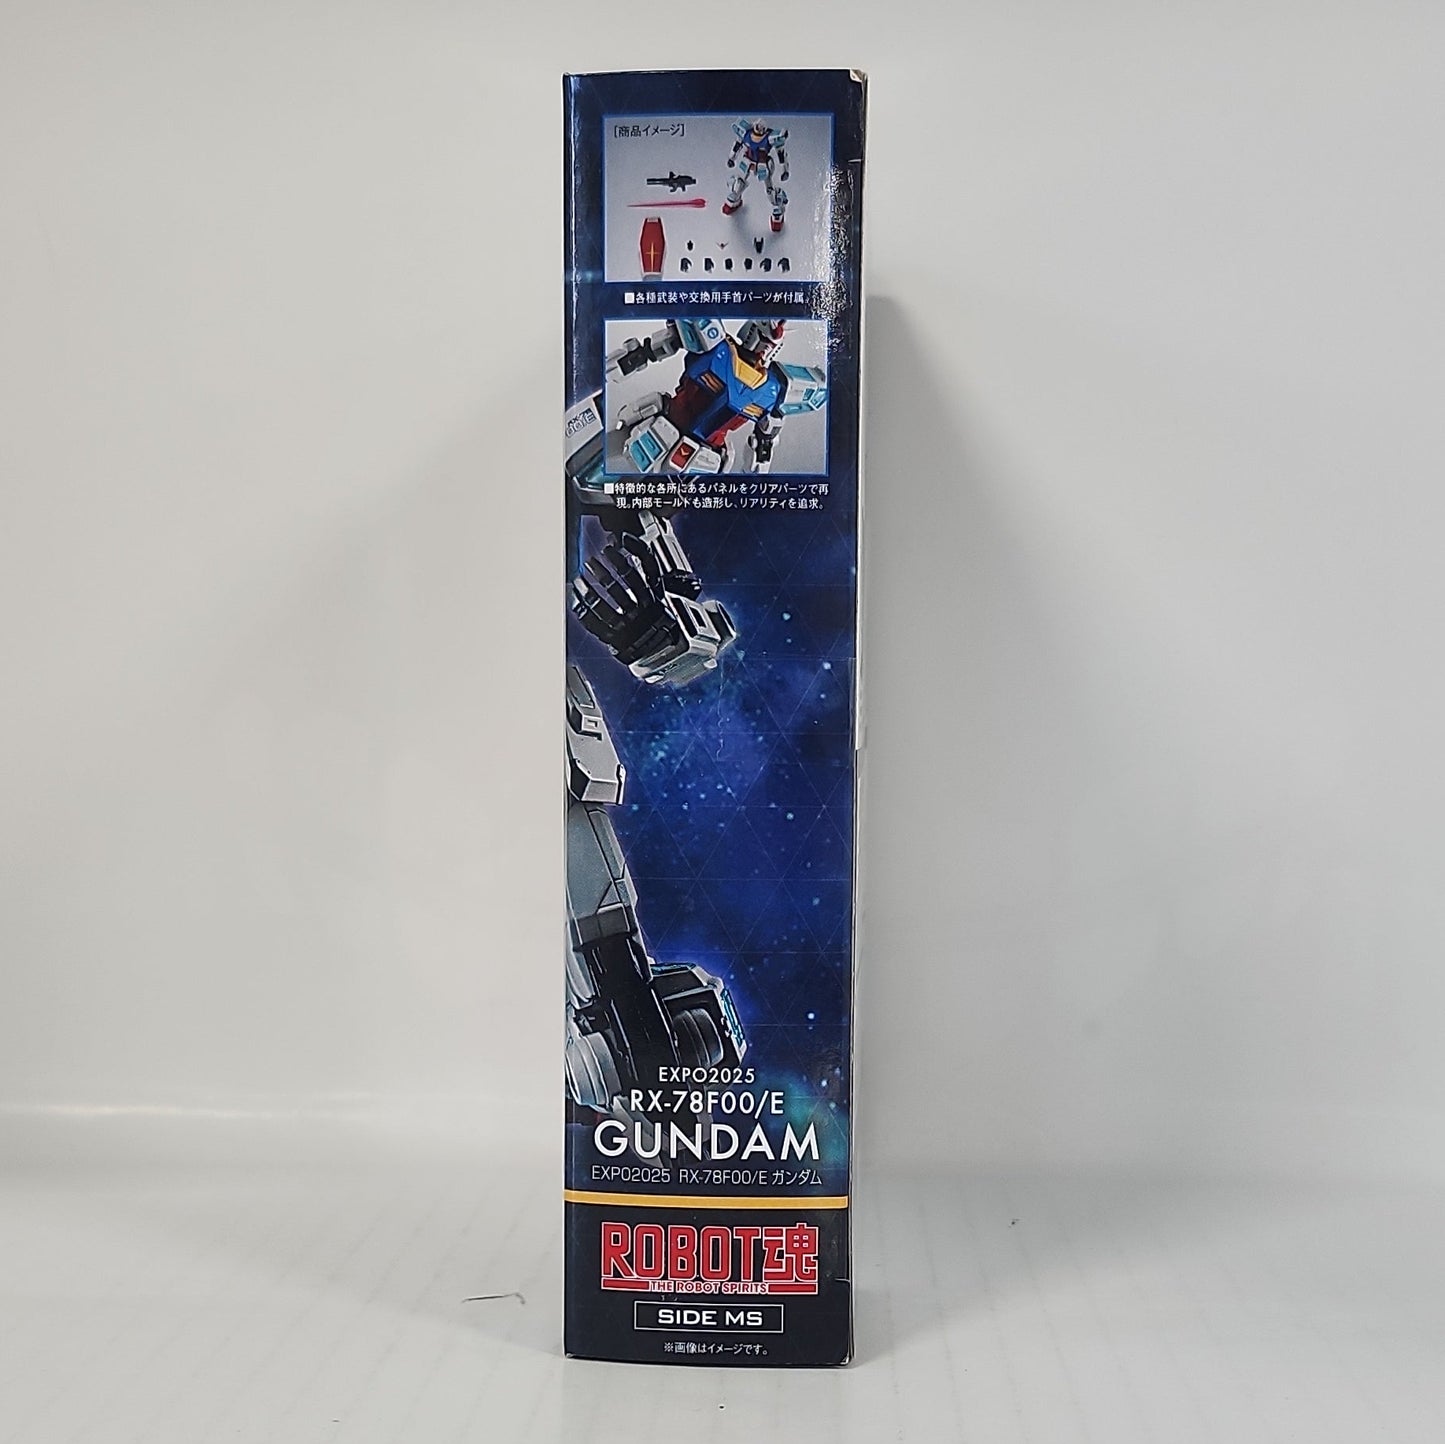 [商品イメージ]
■各種武装や交換用手首パーツが付属。
■特徴的な各所にあるパネルをクリアパーツで再
現。内部モールドも造形し、リアリティを追求。
EXPO2025
RX-78F00/E
GUNDAM
EXPO2025 RX-78F00/E ガンダム
ROBOT魂
THE ROBOT SPIRITS
SIDE MS
※画像はイメージです。